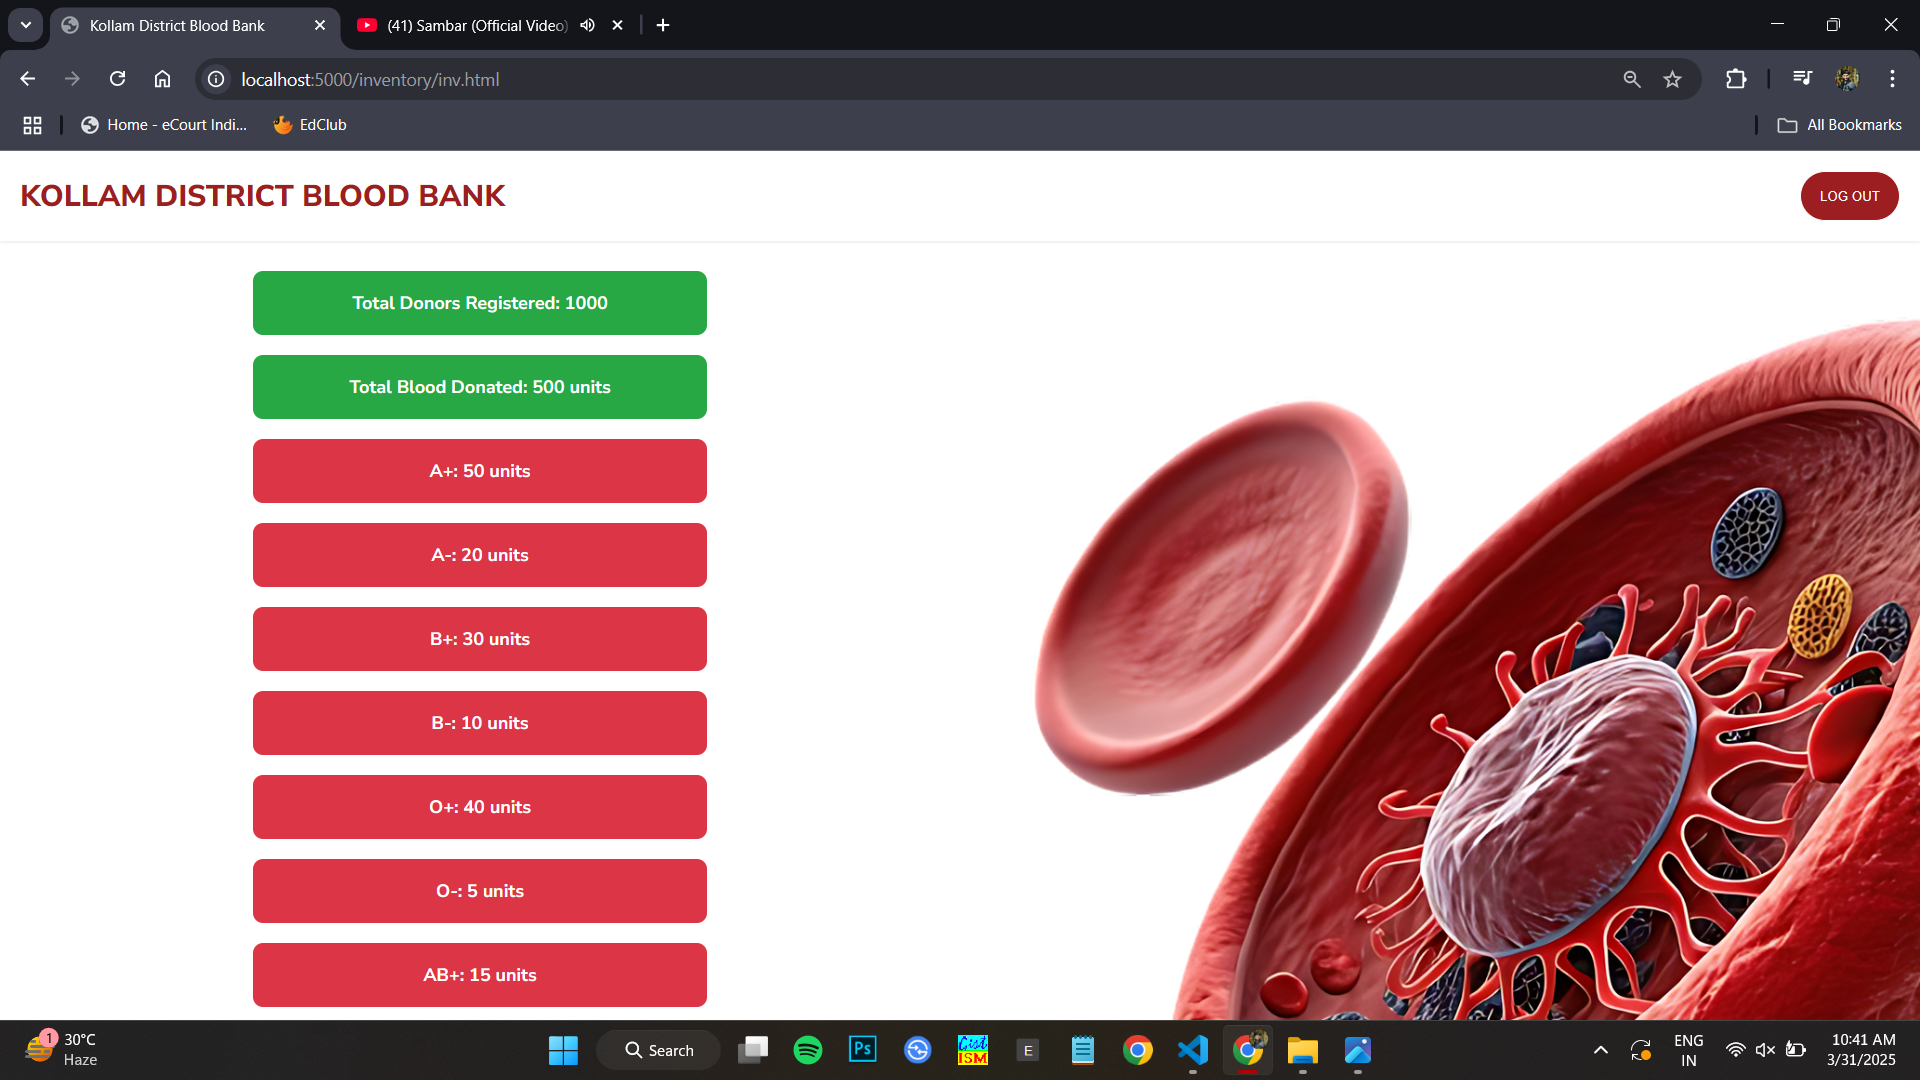 Kollam District Blood Bank
(41) Sambar (Official Video)
localhost:5000/inventory/inv.html
Home - eCourt Indi...
EdClub
All Bookmarks
KOLLAM DISTRICT BLOOD BANK
LOG OUT
Total Donors Registered: 1000
Total Blood Donated: 500 units
A+: 50 units
A-: 20 units
B+: 30 units
B-: 10 units
O+: 40 units
O-: 5 units
AB+: 15 units
1
30°C
Haze
Search
Ps
Cist
ISM
E
ENG
IN
10:41 AM
3/31/2025